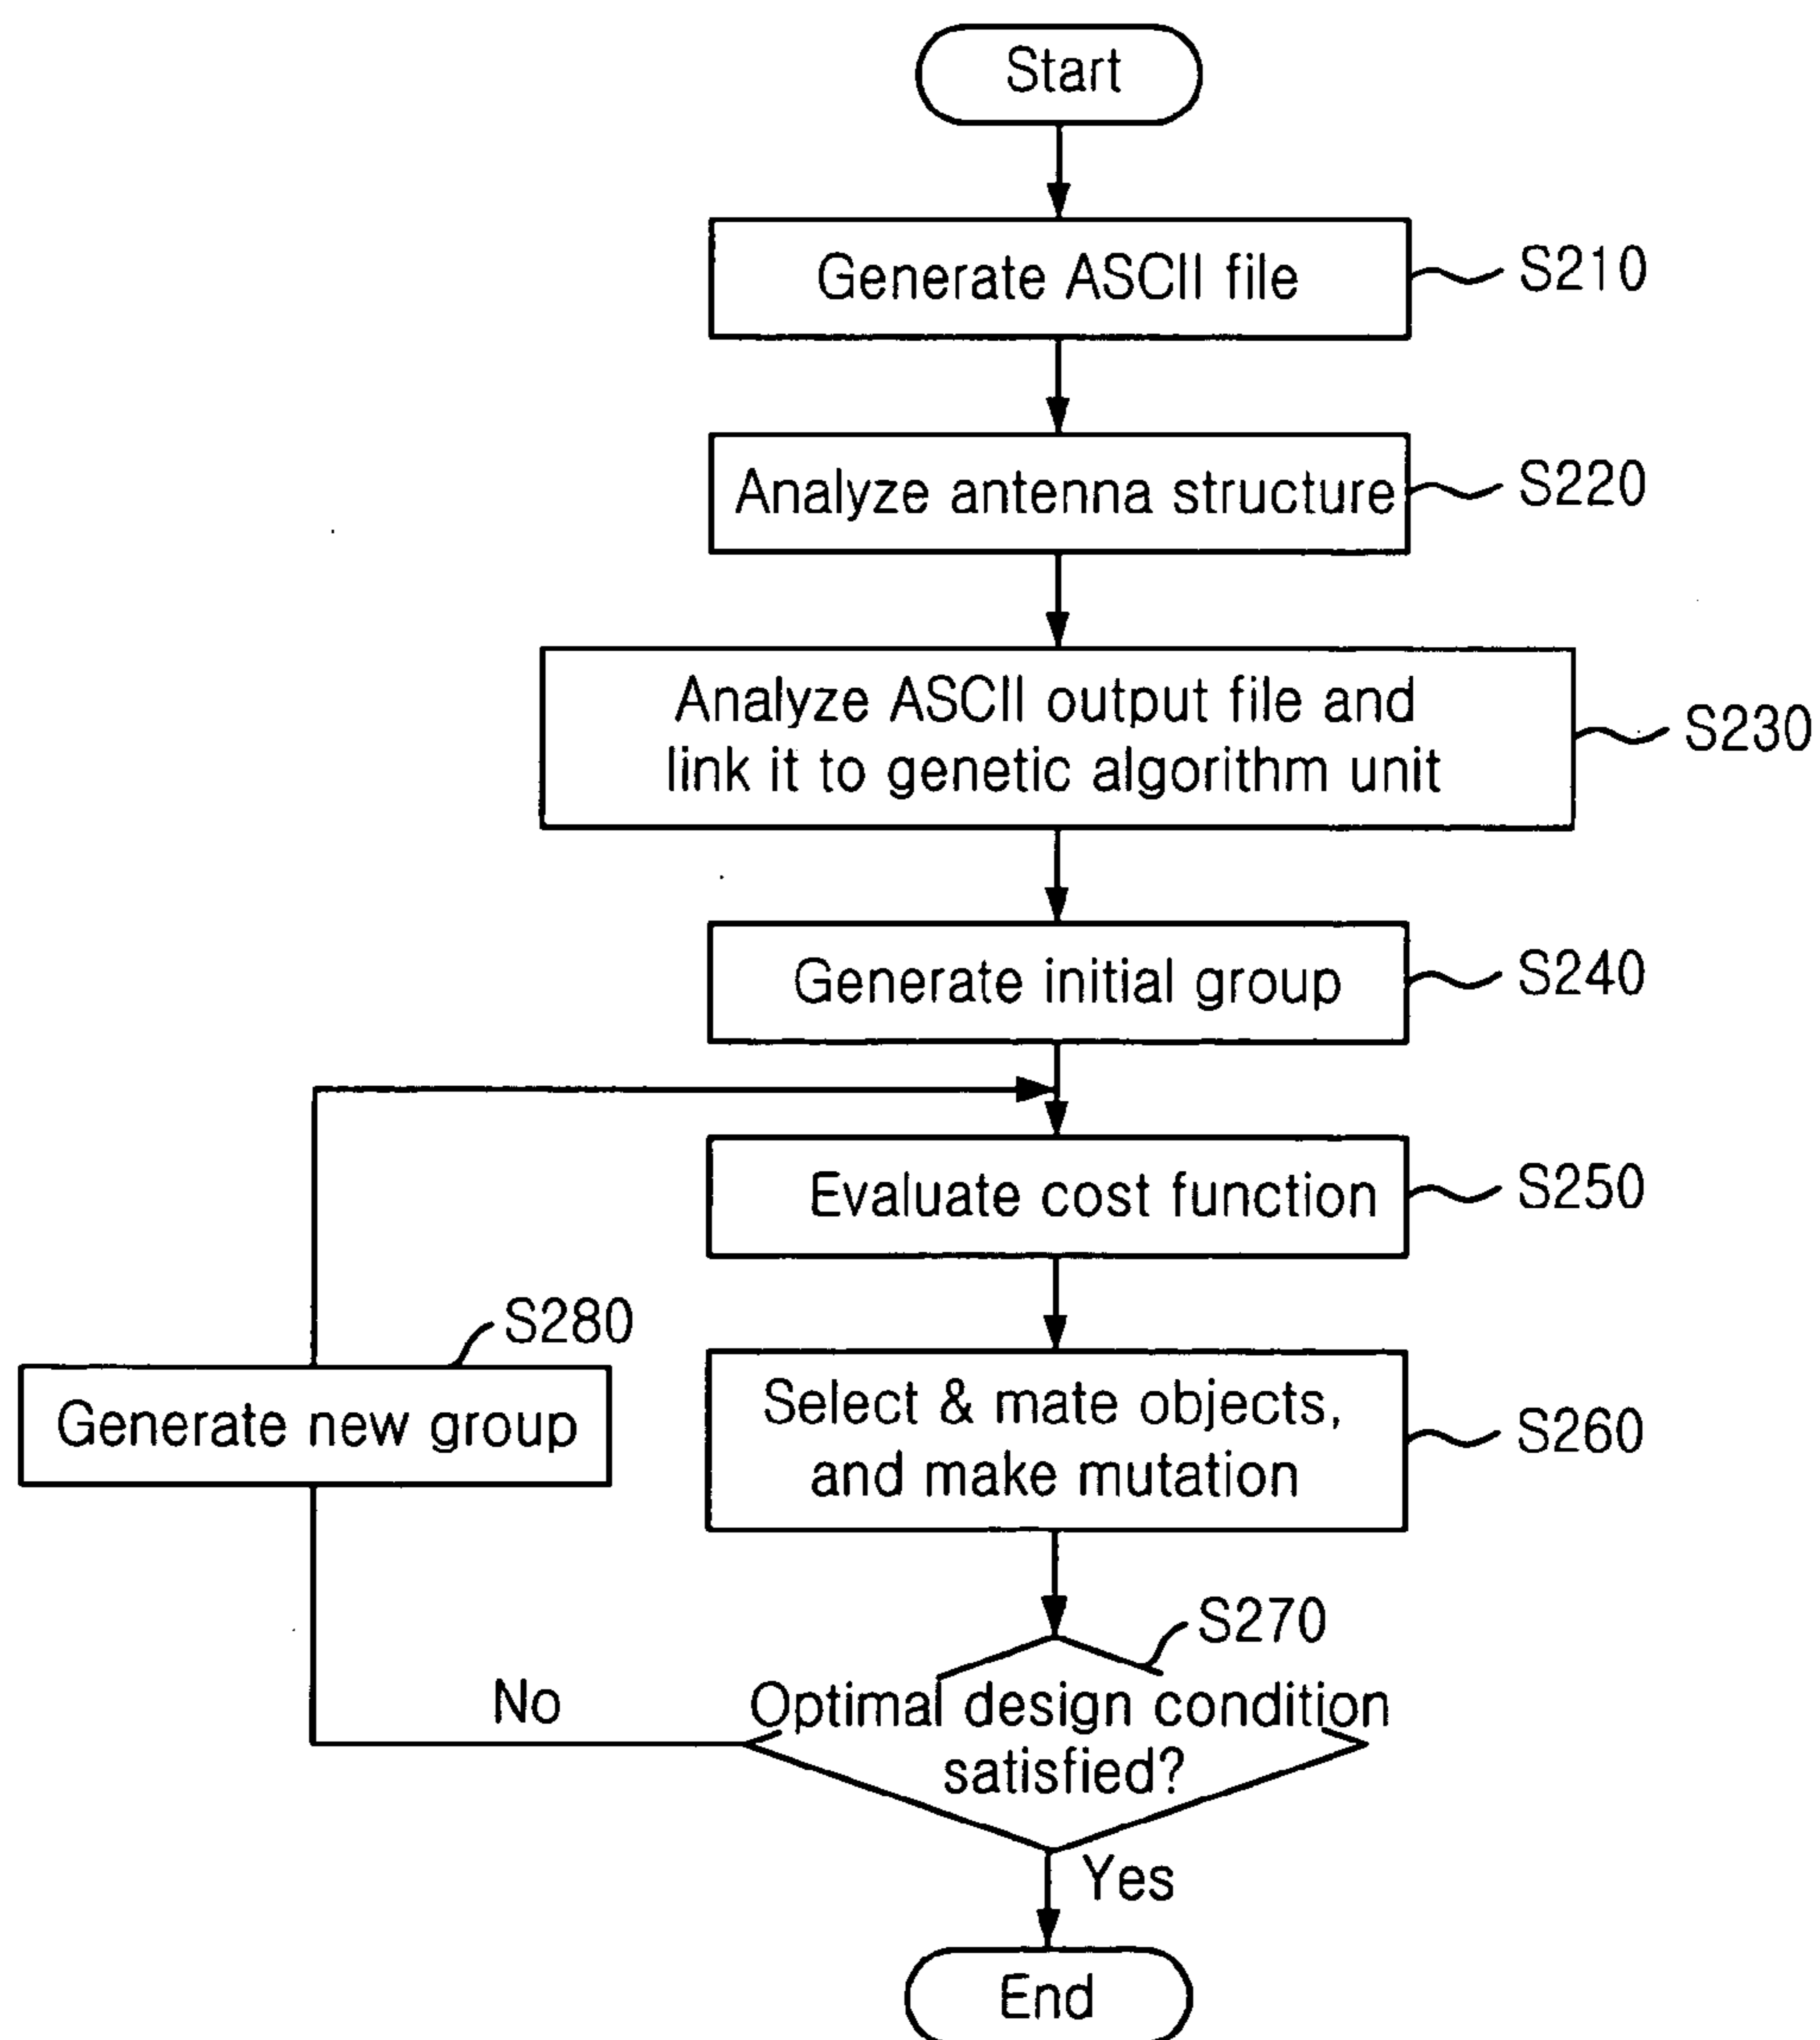 Start
Generate ASCII file
S210
Analyze antenna structure
S220
Analyze ASCII output file and
link it to genetic algorithm unit
S230
Generate initial group
S240
Evaluate cost function
S250
S280
Generate new group
Select & mate objects,
and make mutation
S260
S270
No
Optimal design condition
satisfied?
Yes
End